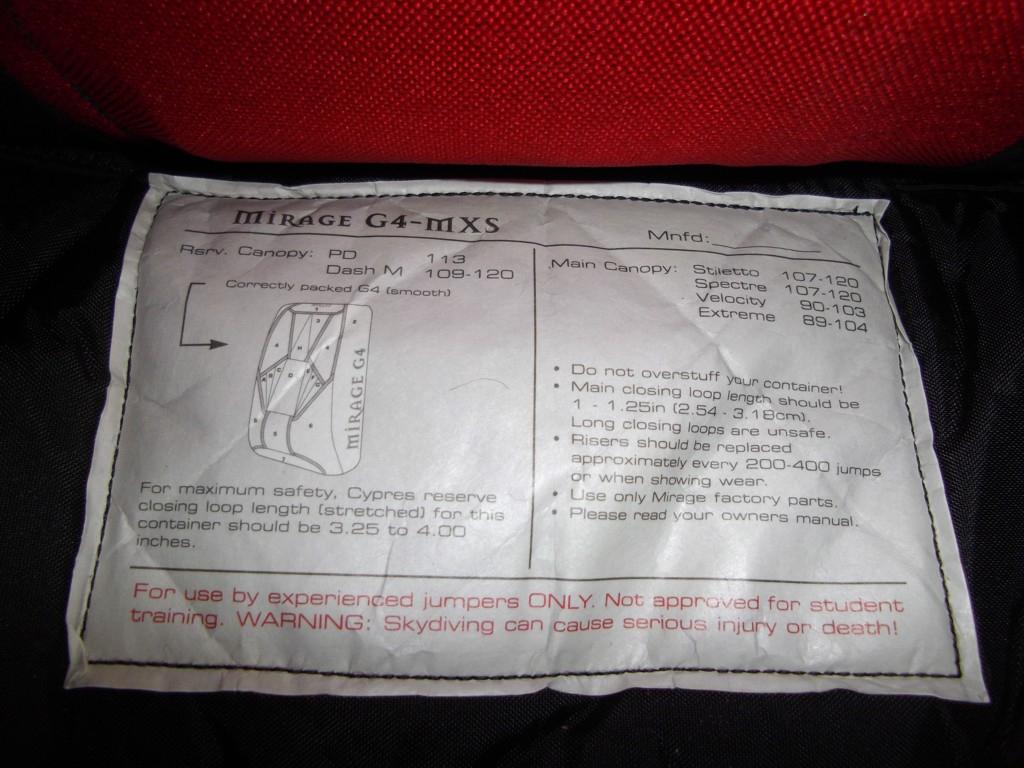 MIRAGE G4-MXS
Mnfd:
Rsrv. Canopy: PD 113
Dash M 109-120
Correctly packed G4 (smooth)
MIRAGE G4
For maximum safety, Cypres reserve
closing loop length (stretched) for this
container should be 3.25 to 4.00
inches.
Main Canopy: Stiletto 107-120
Spectre 107-120
Velocity 90-103
Extreme 89-104
• Do not overstuff your container!
• Main closing loop length should be
1 - 1.25in (2.54 - 3.18cm).
Long closing loops are unsafe.
• Risers should be replaced
approximately every 200-400 jumps
or when showing wear.
• Use only Mirage factory parts.
• Please read your owners manual.
For use by experienced jumpers ONLY. Not approved for student
training. WARNING: Skydiving can cause serious injury or death!